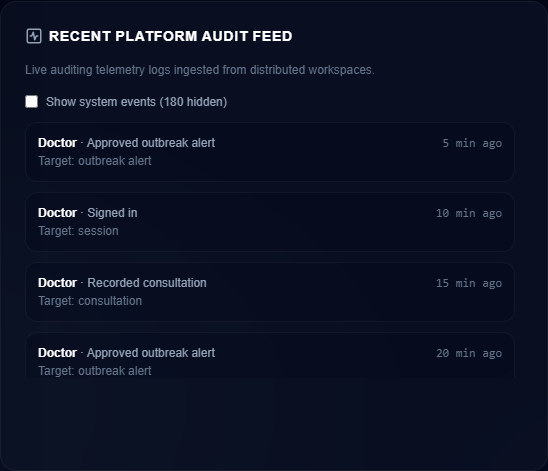 RECENT PLATFORM AUDIT FEED
Live auditing telemetry logs ingested from distributed workspaces.
Show system events (180 hidden)
Doctor · Approved outbreak alert 5 min ago
Target: outbreak alert
Doctor · Signed in 10 min ago
Target: session
Doctor · Recorded consultation 15 min ago
Target: consultation
Doctor · Approved outbreak alert 20 min ago
Target: outbreak alert